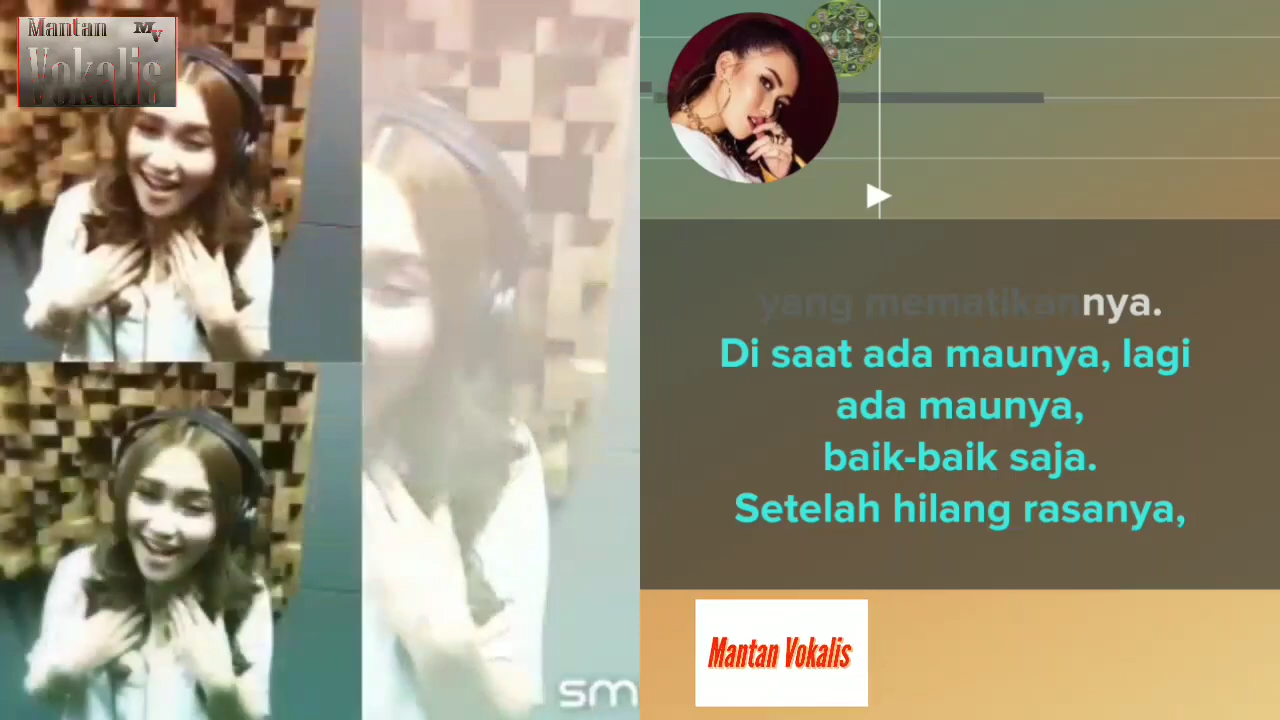 Mantan MV
Vokalis
yang mematikannya.
Di saat ada maunya, lagi
ada maunya,
baik-baik saja.
Setelah hilang rasanya,
Mantan Vokalis
sm